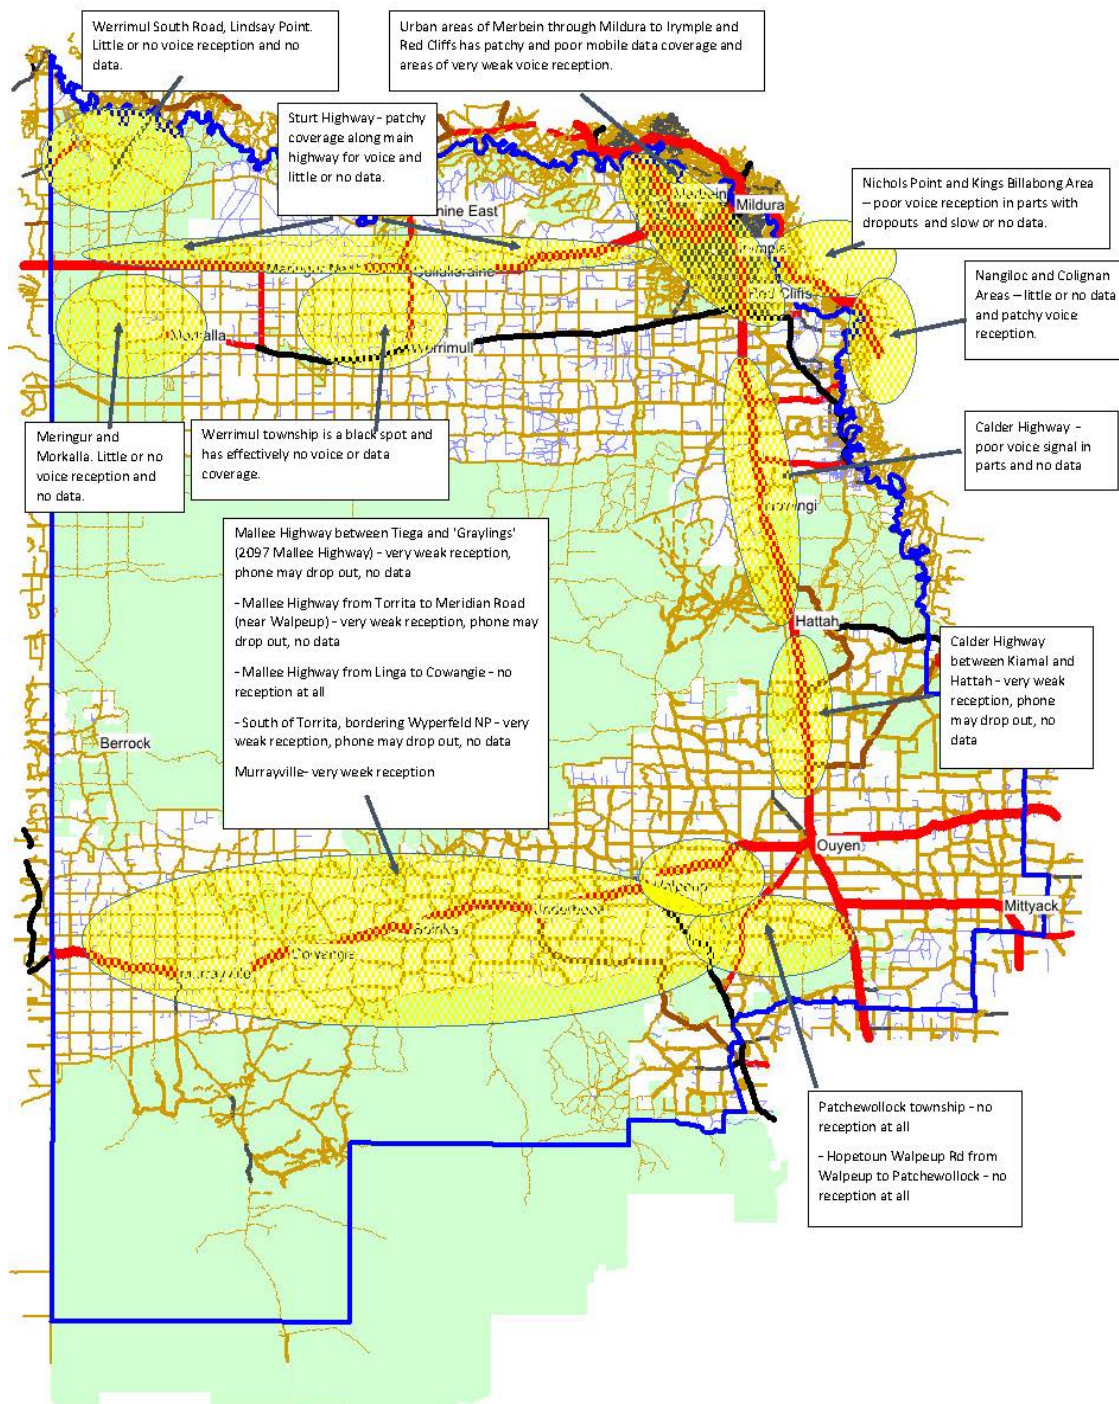 Werrimul South Road, Lindsay Point.
Little or no voice reception and no
data.
Urban areas of Merbein through Mildura to Irymple and
Red Cliffs has patchy and poor mobile data coverage and
areas of very weak voice reception.
Sturt Highway - patchy
coverage along main
highway for voice and
little or no data.
Nichols Point and Kings Billabong Area
– poor voice reception in parts with
dropouts and slow or no data.
Nangiloc and Colignan
Areas – little or no data
and patchy voice
reception.
Merbein
Mildura
Red Cliffs
Morkalla
Werrimull
Meringur and
Morkalla. Little or no
voice reception and
no data.
Werrimul township is a black spot and
has effectively no voice or data
coverage.
Calder Highway –
poor voice signal in
parts and no data
Mallee Highway between Tiega and 'Graylings'
(2097 Mallee Highway) - very weak reception,
phone may drop out, no data
- Mallee Highway from Torrita to Meridian Road
(near Walpeup) - very weak reception, phone may
drop out, no data
- Mallee Highway from Linga to Cowangie - no
reception at all
- South of Torrita, bordering Wyperfeld NP - very
weak reception, phone may drop out, no data
Murrayville- very week reception
Hattah
Calder Highway
between Kiamal and
Hattah - very weak
reception, phone
may drop out, no
data
Berrock
Ouyen
Walpeup
Mittyack
Underbool
Boinka
Cowangie
Patchewollock township - no
reception at all
- Hopetoun Walpeup Rd from
Walpeup to Patchewollock - no
reception at all